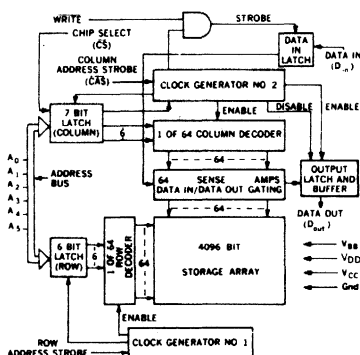 WRITE
STROBE
CHIP SELECT
(CS)
DATA
IN
LATCH
DATA IN
COLUMN
ADDRESS STROBE
(CAS)
CLOCK GENERATOR NO 2
7 BIT
LATCH
(COLUMN)
ENABLE
DISABLE
ENABLE
6
1 OF 64 COLUMN DECODER
64
A0
A1
A2
A3
A4
A5
ADDRESS
BUS
64 SENSE AMPS
DATA IN/DATA OUT GATING
OUTPUT
LATCH AND
BUFFER
64
DATA OUT
(Dout)
6 BIT
LATCH
(ROW)
6
1 OF 64
ROW
DECODER
64
4096 BIT
STORAGE ARRAY
VBB
VDD
VCC
Gnd
ENABLE
ROW
ADDRESS STROBE
CLOCK GENERATOR NO 1